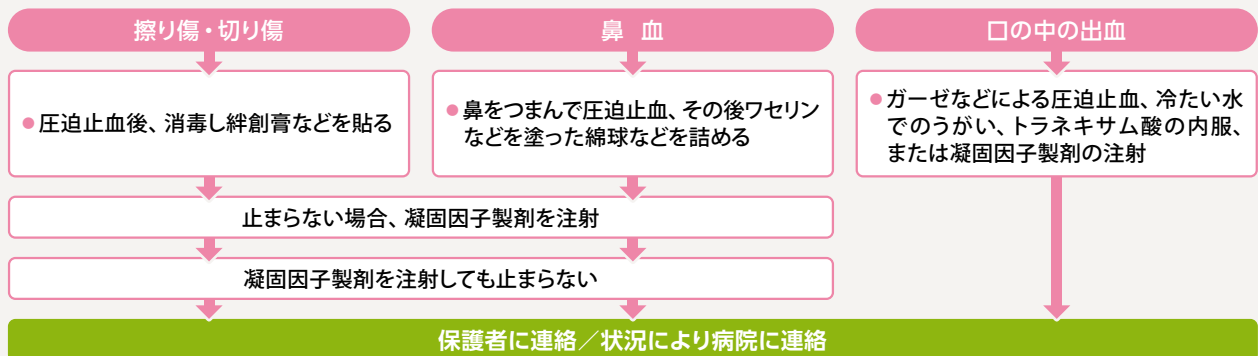 擦り傷・切り傷
鼻 血
口の中の出血
●圧迫止血後、消毒し絆創膏などを貼る
●鼻をつまんで圧迫止血、その後ワセリン
などを塗った綿球などを詰める
●ガーゼなどによる圧迫止血、冷たい水
でのうがい、トラネキサム酸の内服、
または凝固因子製剤の注射
止まらない場合、凝固因子製剤を注射
凝固因子製剤を注射しても止まらない
保護者に連絡／状況により病院に連絡